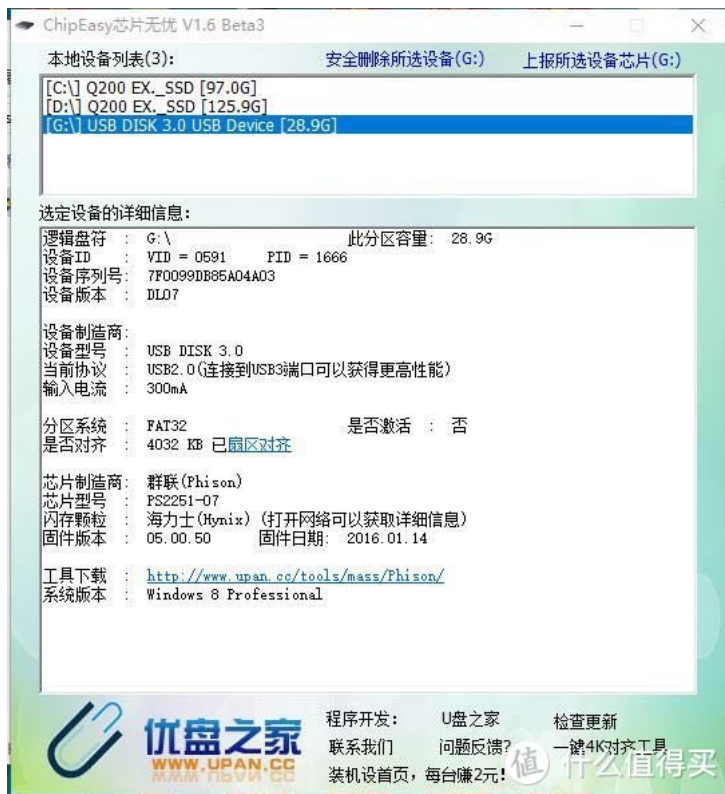 ChipEasy芯片无忧 V1.6 Beta3
本地设备列表(3): 安全删除所选设备(G:) 上报所选设备芯片(G:)
[C:\] Q200 EX._SSD [97.0G]
[D:\] Q200 EX._SSD [125.9G]
[G:\] USB DISK 3.0 USB Device [28.9G]
选定设备的详细信息:
逻辑盘符 : G:\ 此分区容量: 28.9G
设备ID : VID = 0591 PID = 1666
设备序列号: 7F0099DB85A04A03
设备版本 : DL07
设备制造商:
设备型号 : USB DISK 3.0
当前协议 : USB2.0(连接到USB3端口可以获得更高性能)
输入电流 : 300mA
分区系统 : FAT32 是否激活 : 否
是否对齐 : 4032 KB 已扇区对齐
芯片制造商: 群联(Phison)
芯片型号 : PS2251-07
闪存颗粒 : 海力士(Hynix) (打开网络可以获取详细信息)
固件版本 : 05.00.50 固件日期: 2016.01.14
工具下载 : http://www.upan.cc/tools/mass/Phison/
系统版本 : Windows 8 Professional
优盘之家
WWW.UPAN.CC
程序开发: U盘之家 检查更新
联系我们 问题反馈? 一键4K对齐工具
装机设首页，每台赚2元!
值 什么值得买